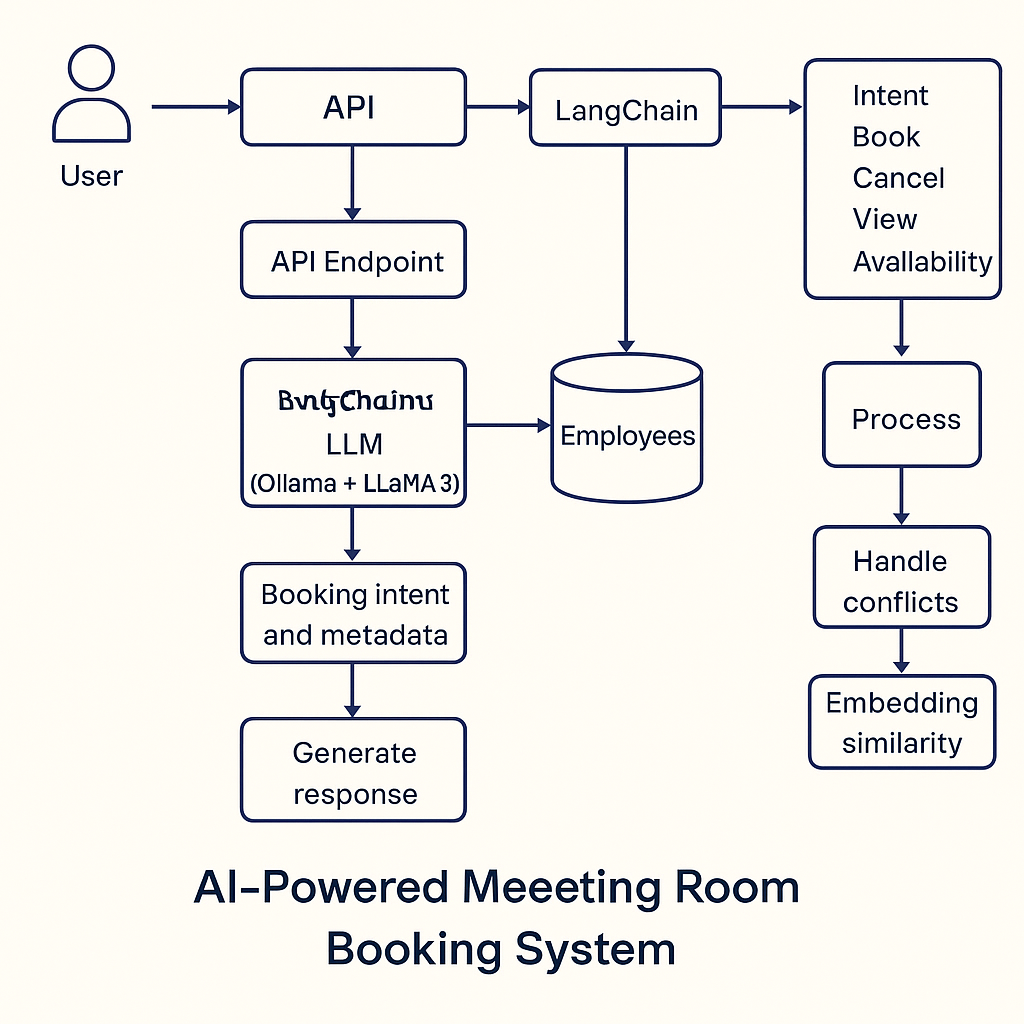 User
API
LangChain
Intent
Book
Cancel
View
Avallability
API Endpoint
LLM
(Ollama + LLaMA 3)
Employees
Process
Booking intent
and metadata
Handle
conflicts
Generate
response
Embedding
similarity
AI–Powered Meeeting Room
Booking System